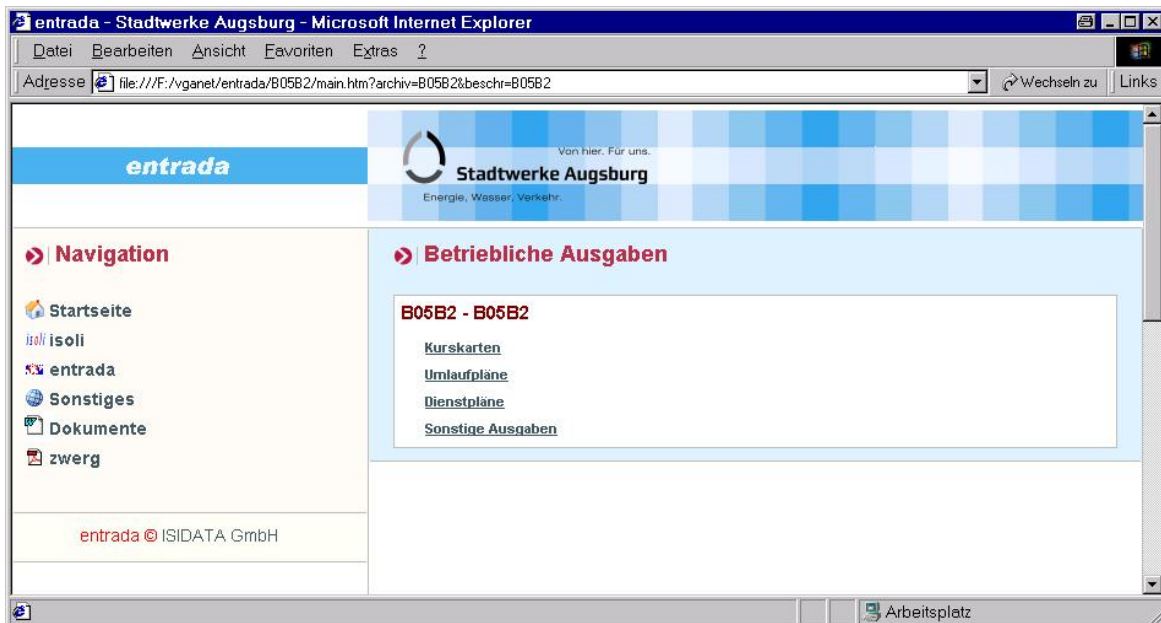 entrada - Stadtwerke Augsburg - Microsoft Internet Explorer
Datei Bearbeiten Ansicht Favoriten Extras ?
Adresse file:///F:/vganet/entrada/B05B2/main.htm?archiv=B05B2&beschr=B05B2 Wechseln zu Links
entrada
Von hier. Für uns.
Stadtwerke Augsburg
Energie, Wasser, Verkehr.
Navigation
Startseite
isoli isoli
entrada
Sonstiges
Dokumente
zwerg
entrada © ISIDATA GmbH
Betriebliche Ausgaben
B05B2 - B05B2
Kurskarten
Umlaufpläne
Dienstpläne
Sonstige Ausgaben
Arbeitsplatz